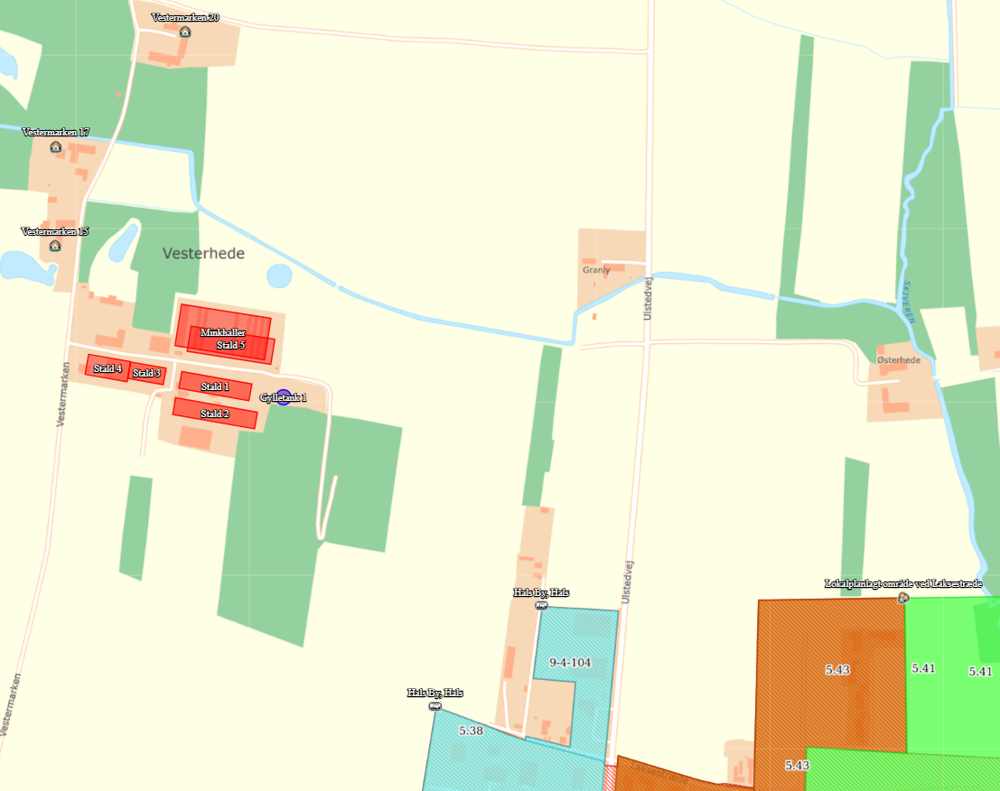 Vestermarken 20
Vestermarken 17
Vestermarken 15
Vesterhede
Granly
Ulstedvej
SKIVEREN
Minkhaller
Stald 5
Stald 4
Stald 3
Stald 1
Stald 2
Gylletank 1
Vestermarken
Østerhede
Ulstedvej
Lokalplanlagt område ved Laksestræde
Hals By, Hals
9-4-104
5.43
5.41
5.41
Hals By, Hals
5.38
Vestermarken
5.43
Laksestræde